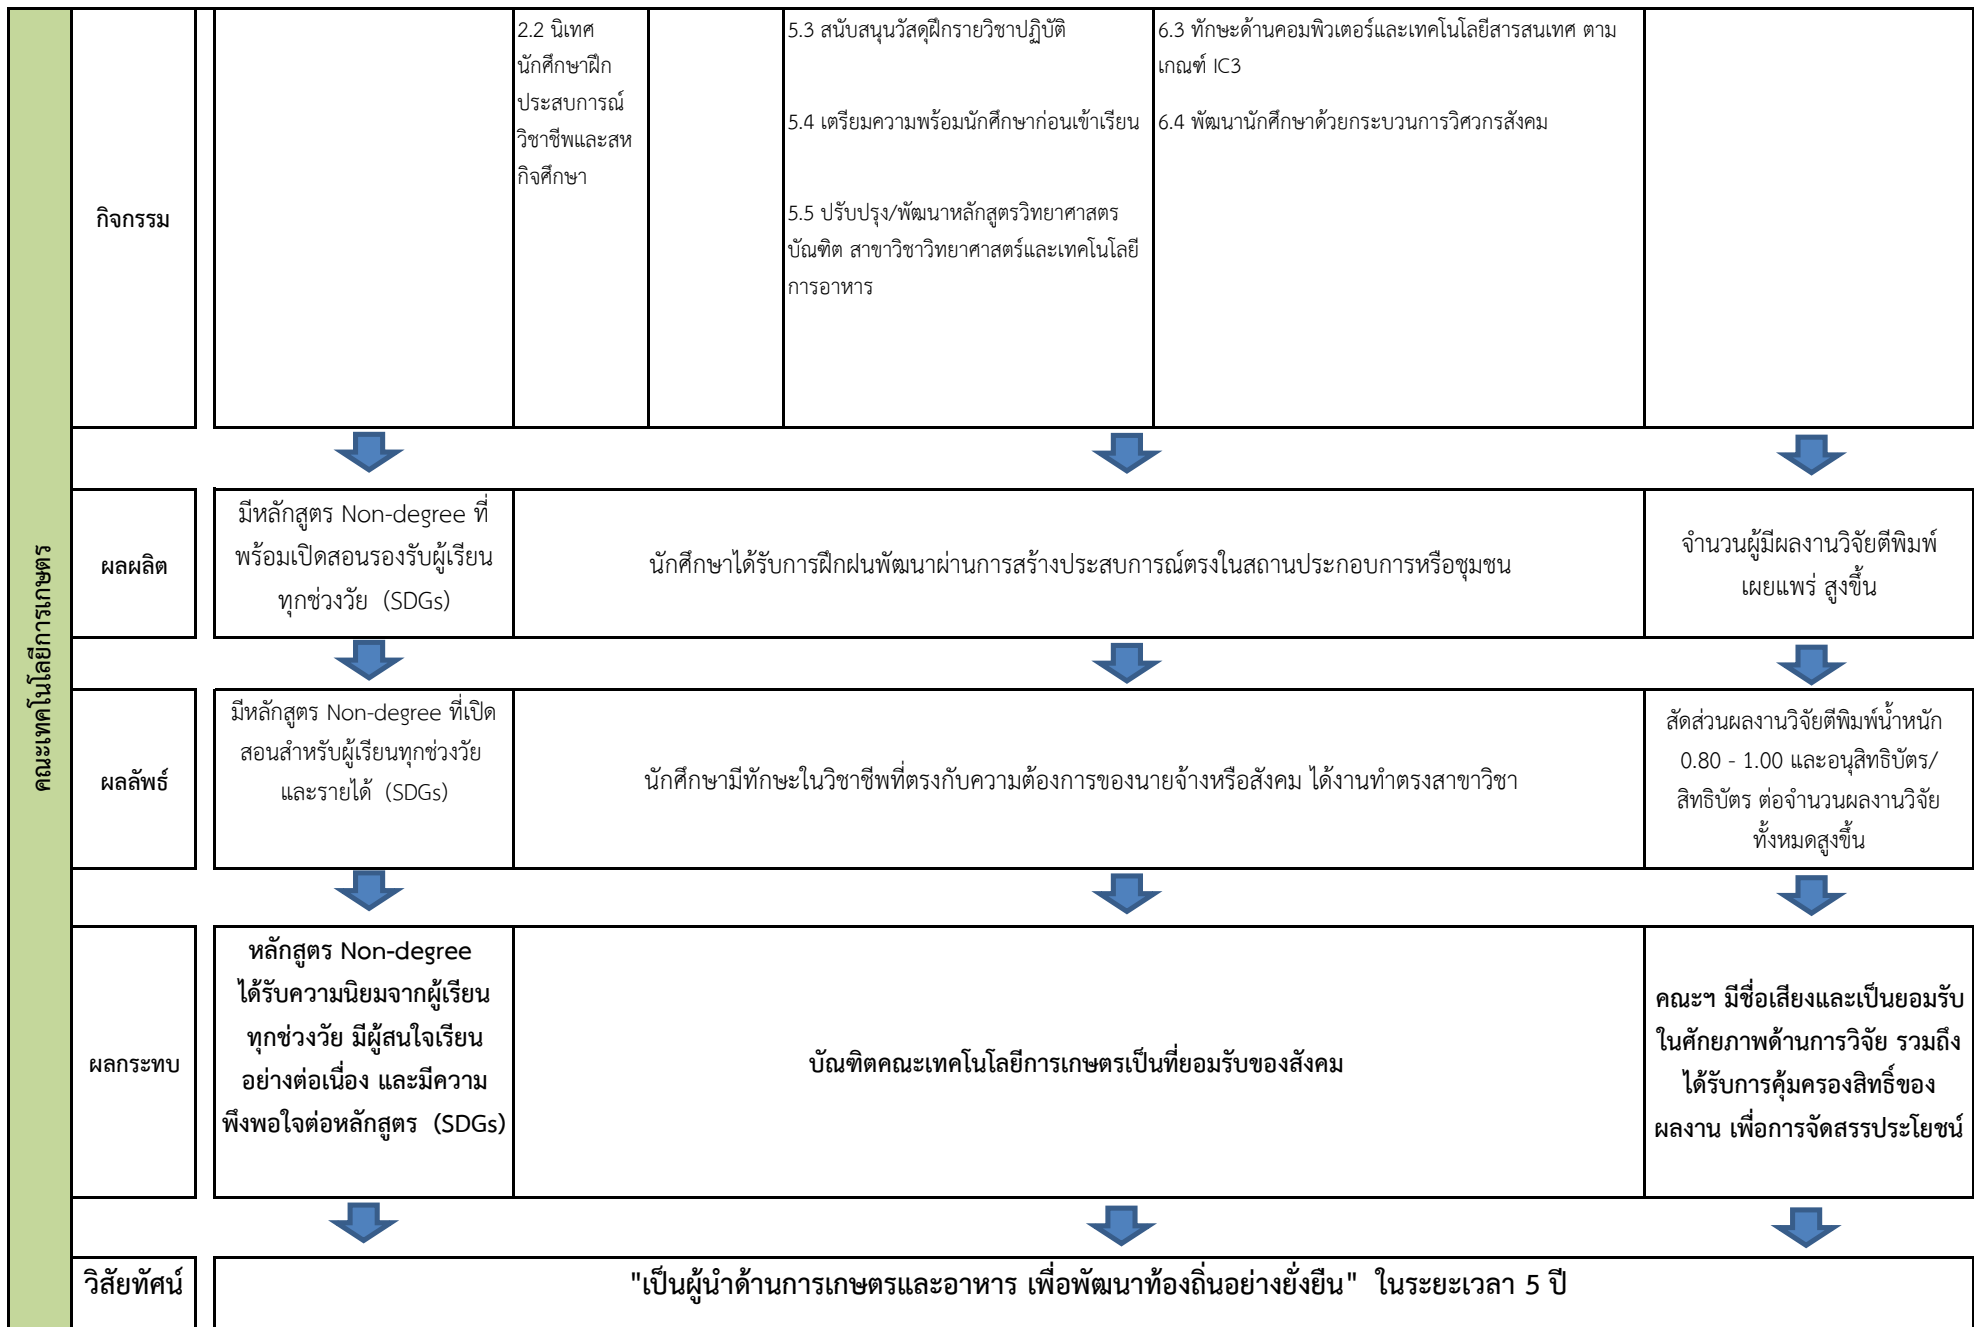 คณะเทคโนโลยีการเกษตร
กิจกรรม
2.2 นิเทศ
นักศึกษาฝึก
ประสบการณ์
วิชาชีพและสห
กิจศึกษา
5.3 สนับสนุนวัสดุฝึกรายวิชาปฏิบัติ
5.4 เตรียมความพร้อมนักศึกษาก่อนเข้าเรียน
5.5 ปรับปรุง/พัฒนาหลักสูตรวิทยาศาสตร
บัณฑิต สาขาวิชาวิทยาศาสตร์และเทคโนโลยี
การอาหาร
6.3 ทักษะด้านคอมพิวเตอร์และเทคโนโลยีสารสนเทศ ตาม
เกณฑ์ IC3
6.4 พัฒนานักศึกษาด้วยกระบวนการวิศวกรสังคม
ผลผลิต
มีหลักสูตร Non-degree ที่
พร้อมเปิดสอนรองรับผู้เรียน
ทุกช่วงวัย (SDGs)
นักศึกษาได้รับการฝึกฝนพัฒนาผ่านการสร้างประสบการณ์ตรงในสถานประกอบการหรือชุมชน
จำนวนผู้มีผลงานวิจัยตีพิมพ์
เผยแพร่ สูงขึ้น
ผลลัพธ์
มีหลักสูตร Non-degree ที่เปิด
สอนสำหรับผู้เรียนทุกช่วงวัย
และรายได้ (SDGs)
นักศึกษามีทักษะในวิชาชีพที่ตรงกับความต้องการของนายจ้างหรือสังคม ได้งานทำตรงสาขาวิชา
สัดส่วนผลงานวิจัยตีพิมพ์น้ำหนัก
0.80 - 1.00 และอนุสิทธิบัตร/
สิทธิบัตร ต่อจำนวนผลงานวิจัย
ทั้งหมดสูงขึ้น
ผลกระทบ
หลักสูตร Non-degree
ได้รับความนิยมจากผู้เรียน
ทุกช่วงวัย มีผู้สนใจเรียน
อย่างต่อเนื่อง และมีความ
พึงพอใจต่อหลักสูตร (SDGs)
บัณฑิตคณะเทคโนโลยีการเกษตรเป็นที่ยอมรับของสังคม
คณะฯ มีชื่อเสียงและเป็นยอมรับ
ในศักยภาพด้านการวิจัย รวมถึง
ได้รับการคุ้มครองสิทธิ์ของ
ผลงาน เพื่อการจัดสรรประโยชน์
วิสัยทัศน์
"เป็นผู้นำด้านการเกษตรและอาหาร เพื่อพัฒนาท้องถิ่นอย่างยั่งยืน" ในระยะเวลา 5 ปี